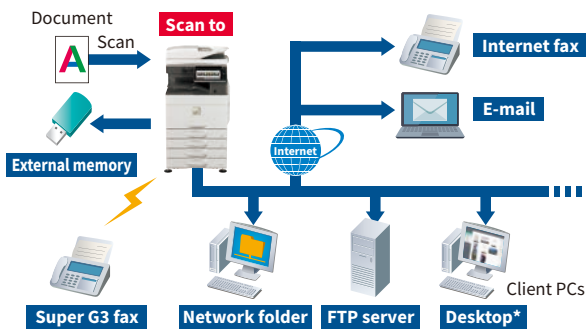 Document
Scan
A
Scan to
Internet fax
E-mail
External memory
Internet
Client PCs
Super G3 fax
Network folder
FTP server
Desktop*